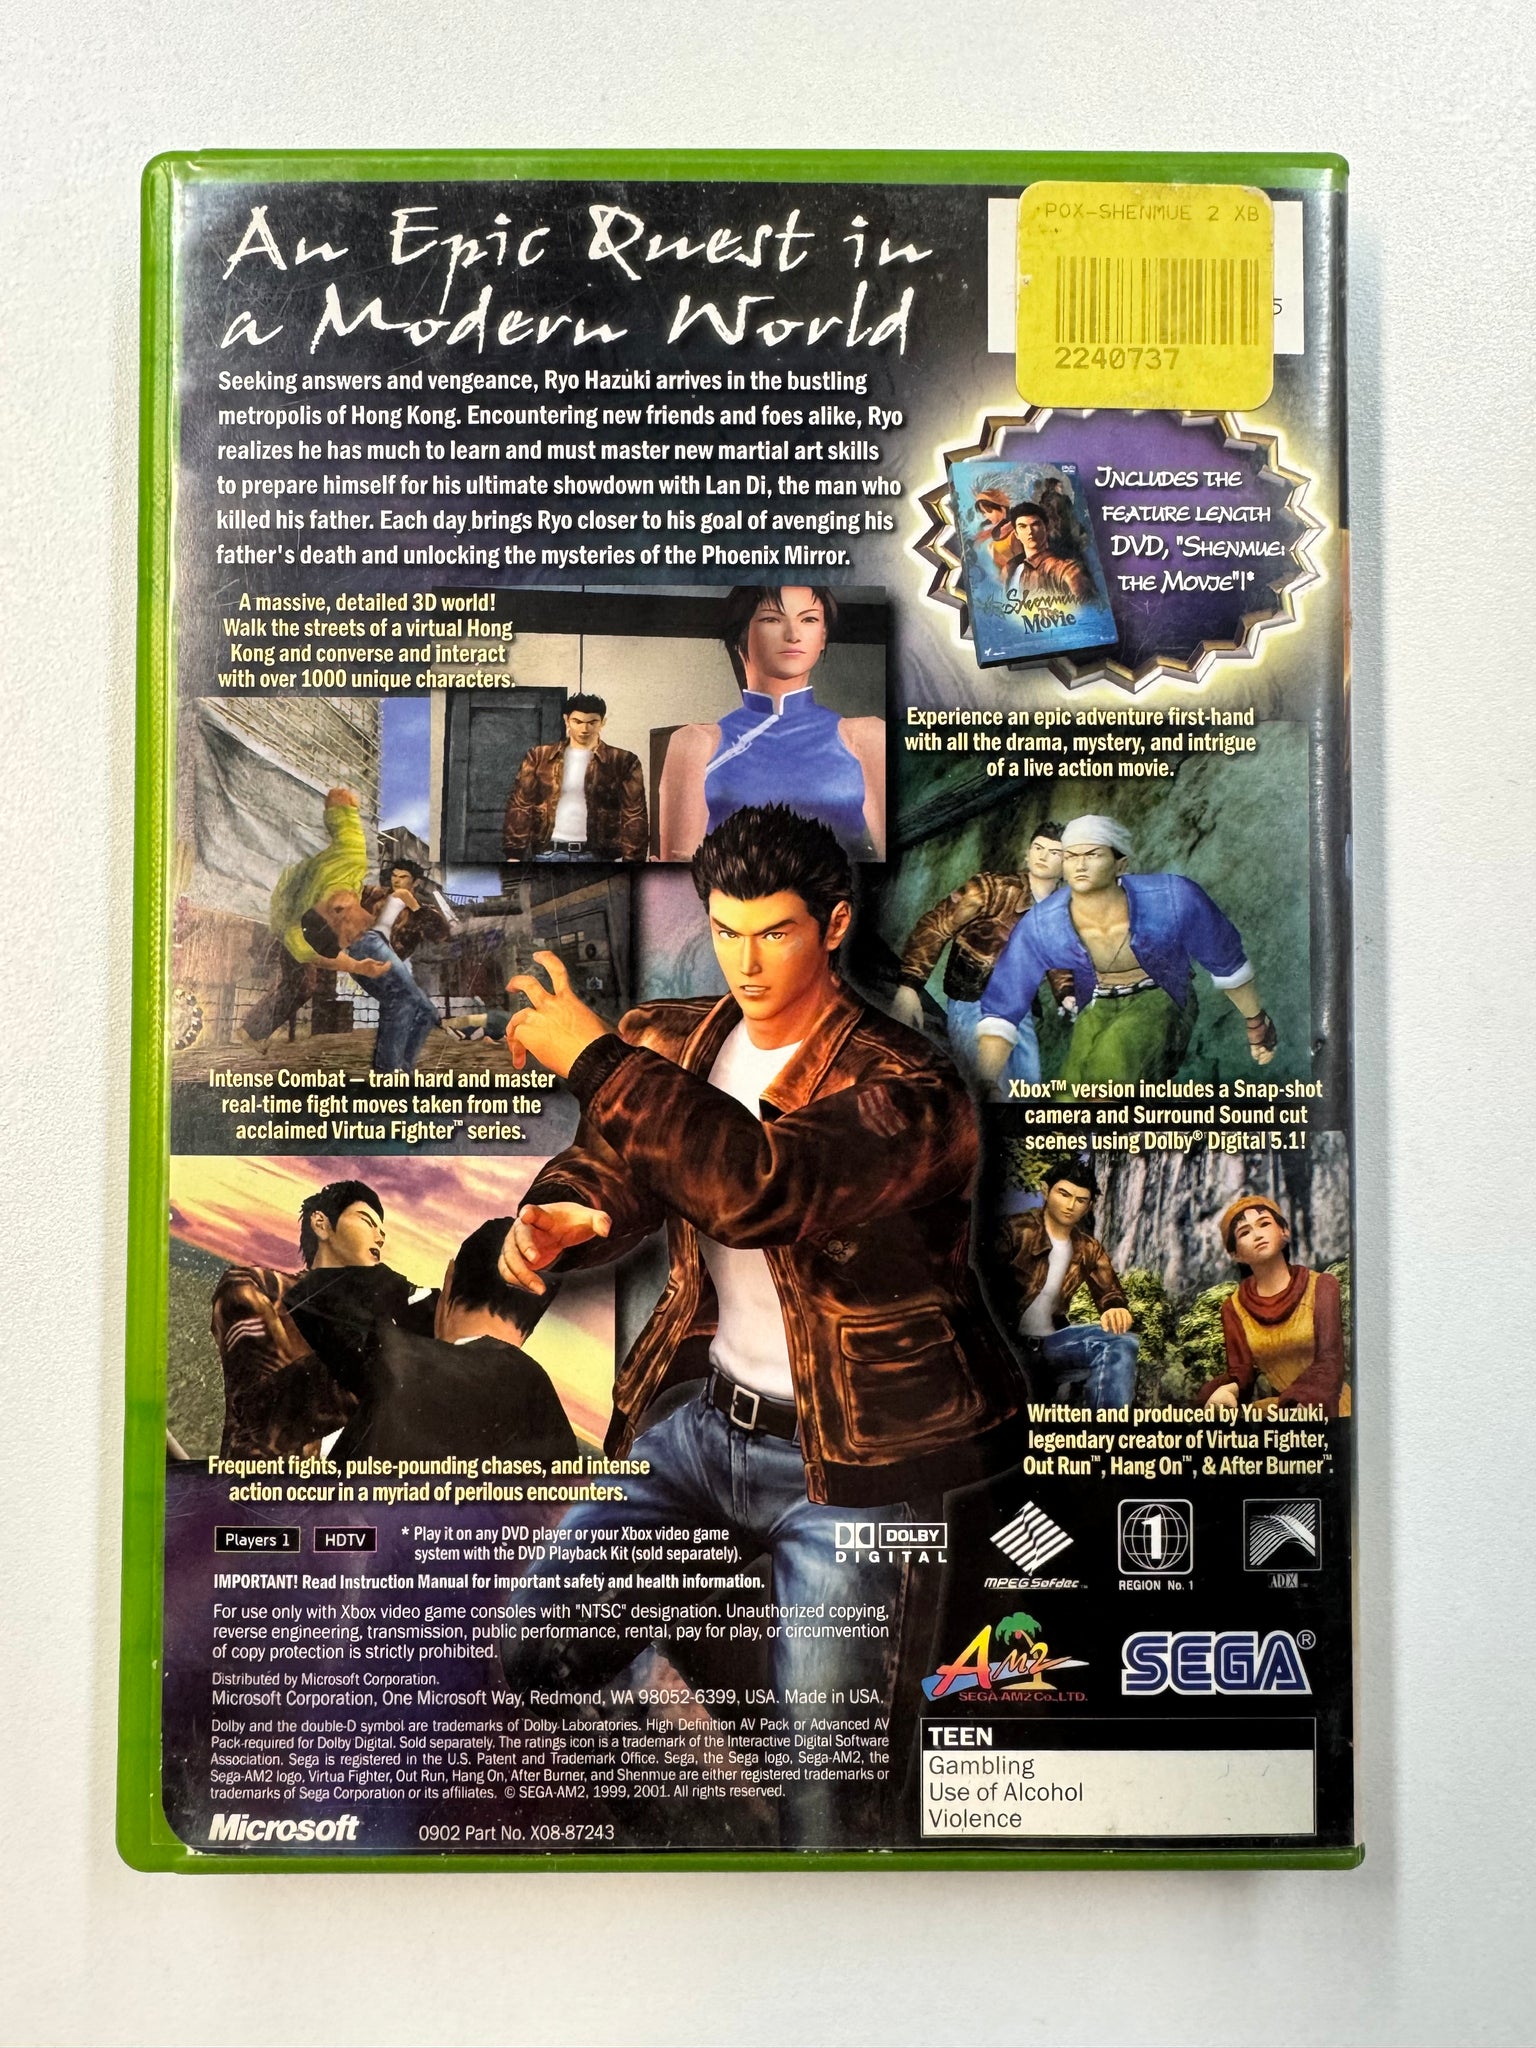 An Epic Quest in
a Modern World
POX-SHENMUE 2 XB
2240737
5
Seeking answers and vengeance, Ryo Hazuki arrives in the bustling
metropolis of Hong Kong. Encountering new friends and foes alike, Ryo
realizes he has much to learn and must master new martial art skills
to prepare himself for his ultimate showdown with Lan Di, the man who
killed his father. Each day brings Ryo closer to his goal of avenging his
father's death and unlocking the mysteries of the Phoenix Mirror.
Includes the
feature length
DVD, "Shenmue:
the Movie"!*
Shenmue
The
Movie
A massive, detailed 3D world!
Walk the streets of a virtual Hong
Kong and converse and interact
with over 1000 unique characters.
Experience an epic adventure first-hand
with all the drama, mystery, and intrigue
of a live action movie.
Intense Combat — train hard and master
real-time fight moves taken from the
acclaimed Virtua Fighter™ series.
Xbox™ version includes a Snap-shot
camera and Surround Sound cut
scenes using Dolby® Digital 5.1!
Frequent fights, pulse-pounding chases, and intense
action occur in a myriad of perilous encounters.
Written and produced by Yu Suzuki,
legendary creator of Virtua Fighter,
Out Run™, Hang On™, & After Burner™.
Players 1
HDTV
* Play it on any DVD player or your Xbox video game
system with the DVD Playback Kit (sold separately).
DOLBY
DIGITAL
MPEG Sofdec™
1
REGION No. 1
ADX™
IMPORTANT! Read Instruction Manual for important safety and health information.
For use only with Xbox video game consoles with "NTSC" designation. Unauthorized copying,
reverse engineering, transmission, public performance, rental, pay for play, or circumvention
of copy protection is strictly prohibited.
Distributed by Microsoft Corporation.
Microsoft Corporation, One Microsoft Way, Redmond, WA 98052-6399, USA. Made in USA.
Dolby and the double-D symbol are trademarks of Dolby Laboratories. High Definition AV Pack or Advanced AV
Pack required for Dolby Digital. Sold separately. The ratings icon is a trademark of the Interactive Digital Software
Association. Sega is registered in the U.S. Patent and Trademark Office. Sega, the Sega logo, Sega-AM2, the
Sega-AM2 logo, Virtua Fighter, Out Run, Hang On, After Burner, and Shenmue are either registered trademarks or
trademarks of Sega Corporation or its affiliates. © SEGA-AM2, 1999, 2001. All rights reserved.
AM2
SEGA-AM2 Co., LTD.
SEGA®
TEEN
Gambling
Use of Alcohol
Violence
Microsoft
0902 Part No. X08-87243